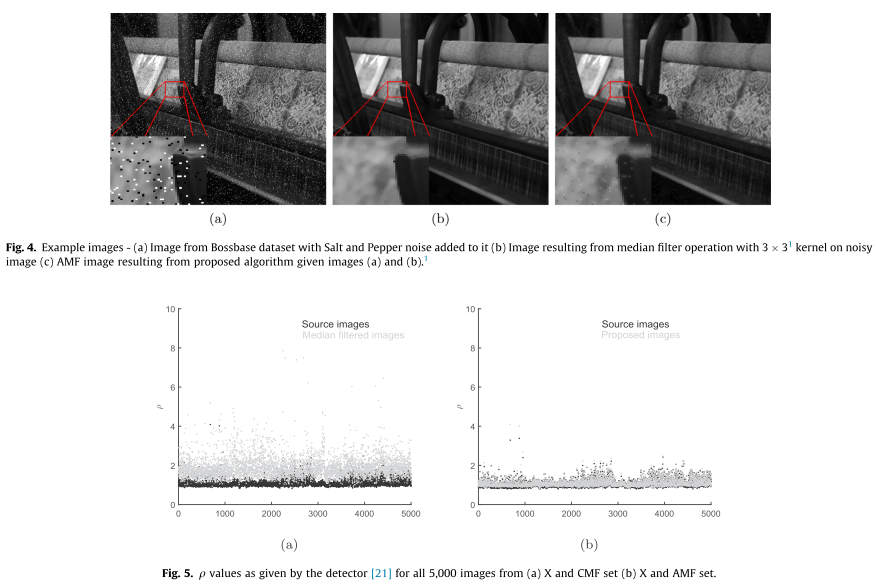 (a)
(b)
(c)
Fig. 4. Example images - (a) Image from Bossbase dataset with Salt and Pepper noise added to it (b) Image resulting from median filter operation with 3 × 3¹ kernel on noisy
image (c) AMF image resulting from proposed algorithm given images (a) and (b).¹
10
8
6
4
2
0
ρ
Source images
Median filtered images
0 1000 2000 3000 4000 5000
(a)
10
8
6
4
2
0
ρ
Source images
Proposed images
0 1000 2000 3000 4000 5000
(b)
Fig. 5. ρ values as given by the detector [21] for all 5,000 images from (a) X and CMF set (b) X and AMF set.